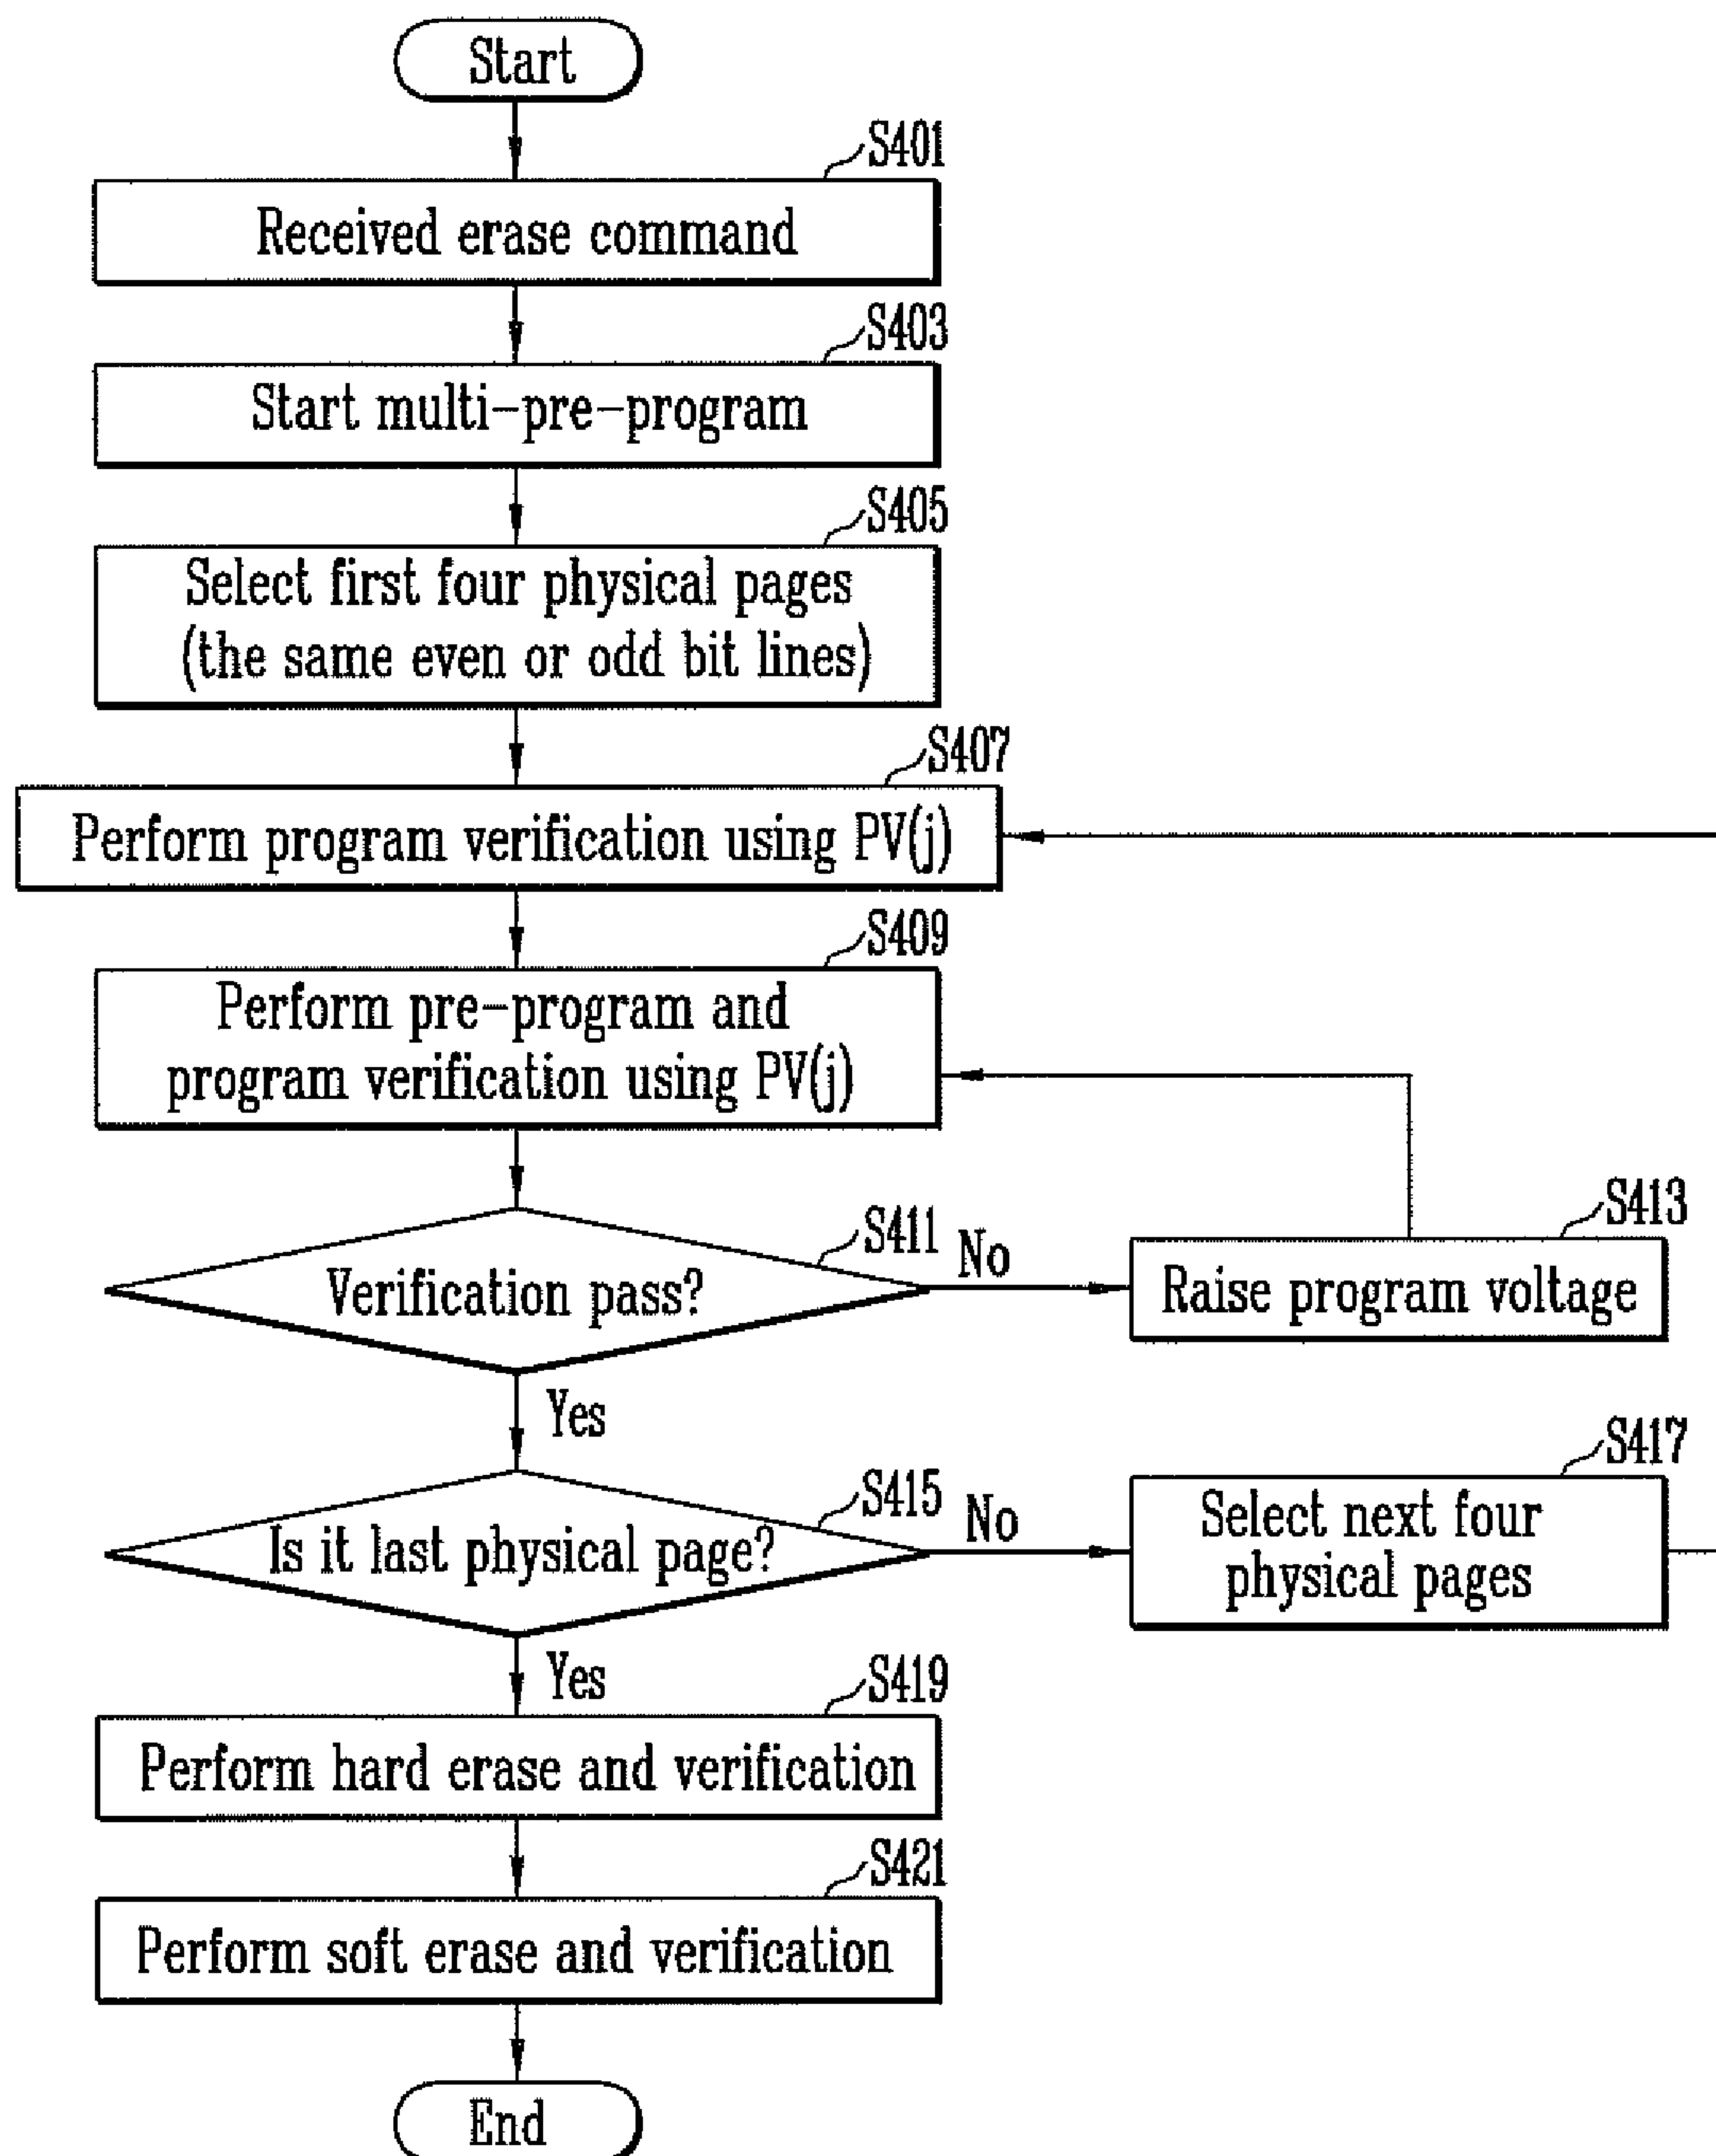 Start
S401
Received erase command
S403
Start multi-pre-program
S405
Select first four physical pages
(the same even or odd bit lines)
S407
Perform program verification using PV(j)
S409
Perform pre-program and
program verification using PV(j)
S411
Verification pass?
No
S413
Raise program voltage
Yes
S415
Is it last physical page?
No
S417
Select next four
physical pages
Yes
S419
Perform hard erase and verification
S421
Perform soft erase and verification
End